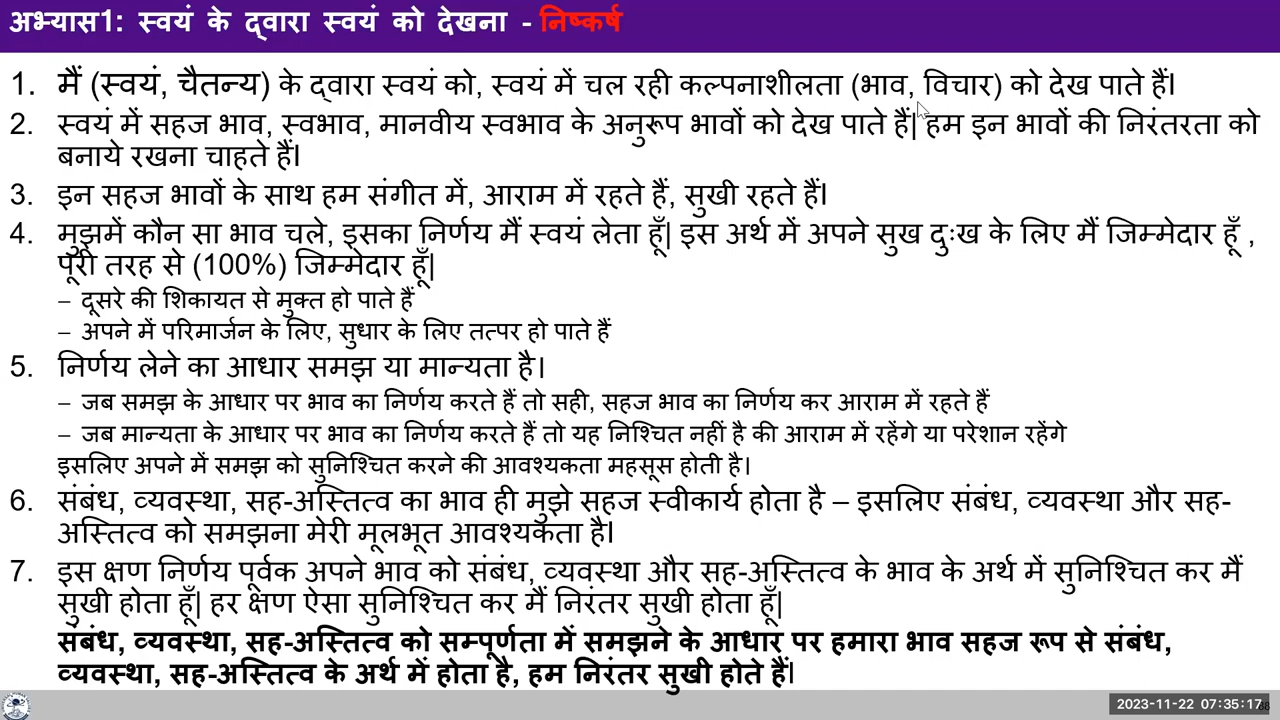 अभ्यास1: स्वयं के द्वारा स्वयं को देखना - निष्कर्ष
1. मैं (स्वयं, चैतन्य) के द्वारा स्वयं को, स्वयं में चल रही कल्पनाशीलता (भाव, विचार) को देख पाते हैं।
2. स्वयं में सहज भाव, स्वभाव, मानवीय स्वभाव के अनुरूप भावों को देख पाते हैं| हम इन भावों की निरंतरता को
बनाये रखना चाहते हैं।
3. इन सहज भावों के साथ हम संगीत में, आराम में रहते हैं, सुखी रहते हैं।
4. मुझमें कौन सा भाव चले, इसका निर्णय मैं स्वयं लेता हूँ| इस अर्थ में अपने सुख दुःख के लिए मैं जिम्मेदार हूँ ,
पूरी तरह से (100%) जिम्मेदार हूँ|
– दूसरे की शिकायत से मुक्त हो पाते हैं
– अपने में परिमार्जन के लिए, सुधार के लिए तत्पर हो पाते हैं
5. निर्णय लेने का आधार समझ या मान्यता है।
– जब समझ के आधार पर भाव का निर्णय करते हैं तो सही, सहज भाव का निर्णय कर आराम में रहते हैं
– जब मान्यता के आधार पर भाव का निर्णय करते हैं तो यह निश्चित नहीं है की आराम में रहेंगे या परेशान रहेंगे
इसलिए अपने में समझ को सुनिश्चित करने की आवश्यकता महसूस होती है।
6. संबंध, व्यवस्था, सह-अस्तित्व का भाव ही मुझे सहज स्वीकार्य होता है – इसलिए संबंध, व्यवस्था और सह-
अस्तित्व को समझना मेरी मूलभूत आवश्यकता है।
7. इस क्षण निर्णय पूर्वक अपने भाव को संबंध, व्यवस्था और सह-अस्तित्व के भाव के अर्थ में सुनिश्चित कर मैं
सुखी होता हूँ| हर क्षण ऐसा सुनिश्चित कर मैं निरंतर सुखी होता हूँ|
संबंध, व्यवस्था, सह-अस्तित्व को सम्पूर्णता में समझने के आधार पर हमारा भाव सहज रूप से संबंध,
व्यवस्था, सह-अस्तित्व के अर्थ में होता है, हम निरंतर सुखी होते हैं।
2023-11-22 07:35:17